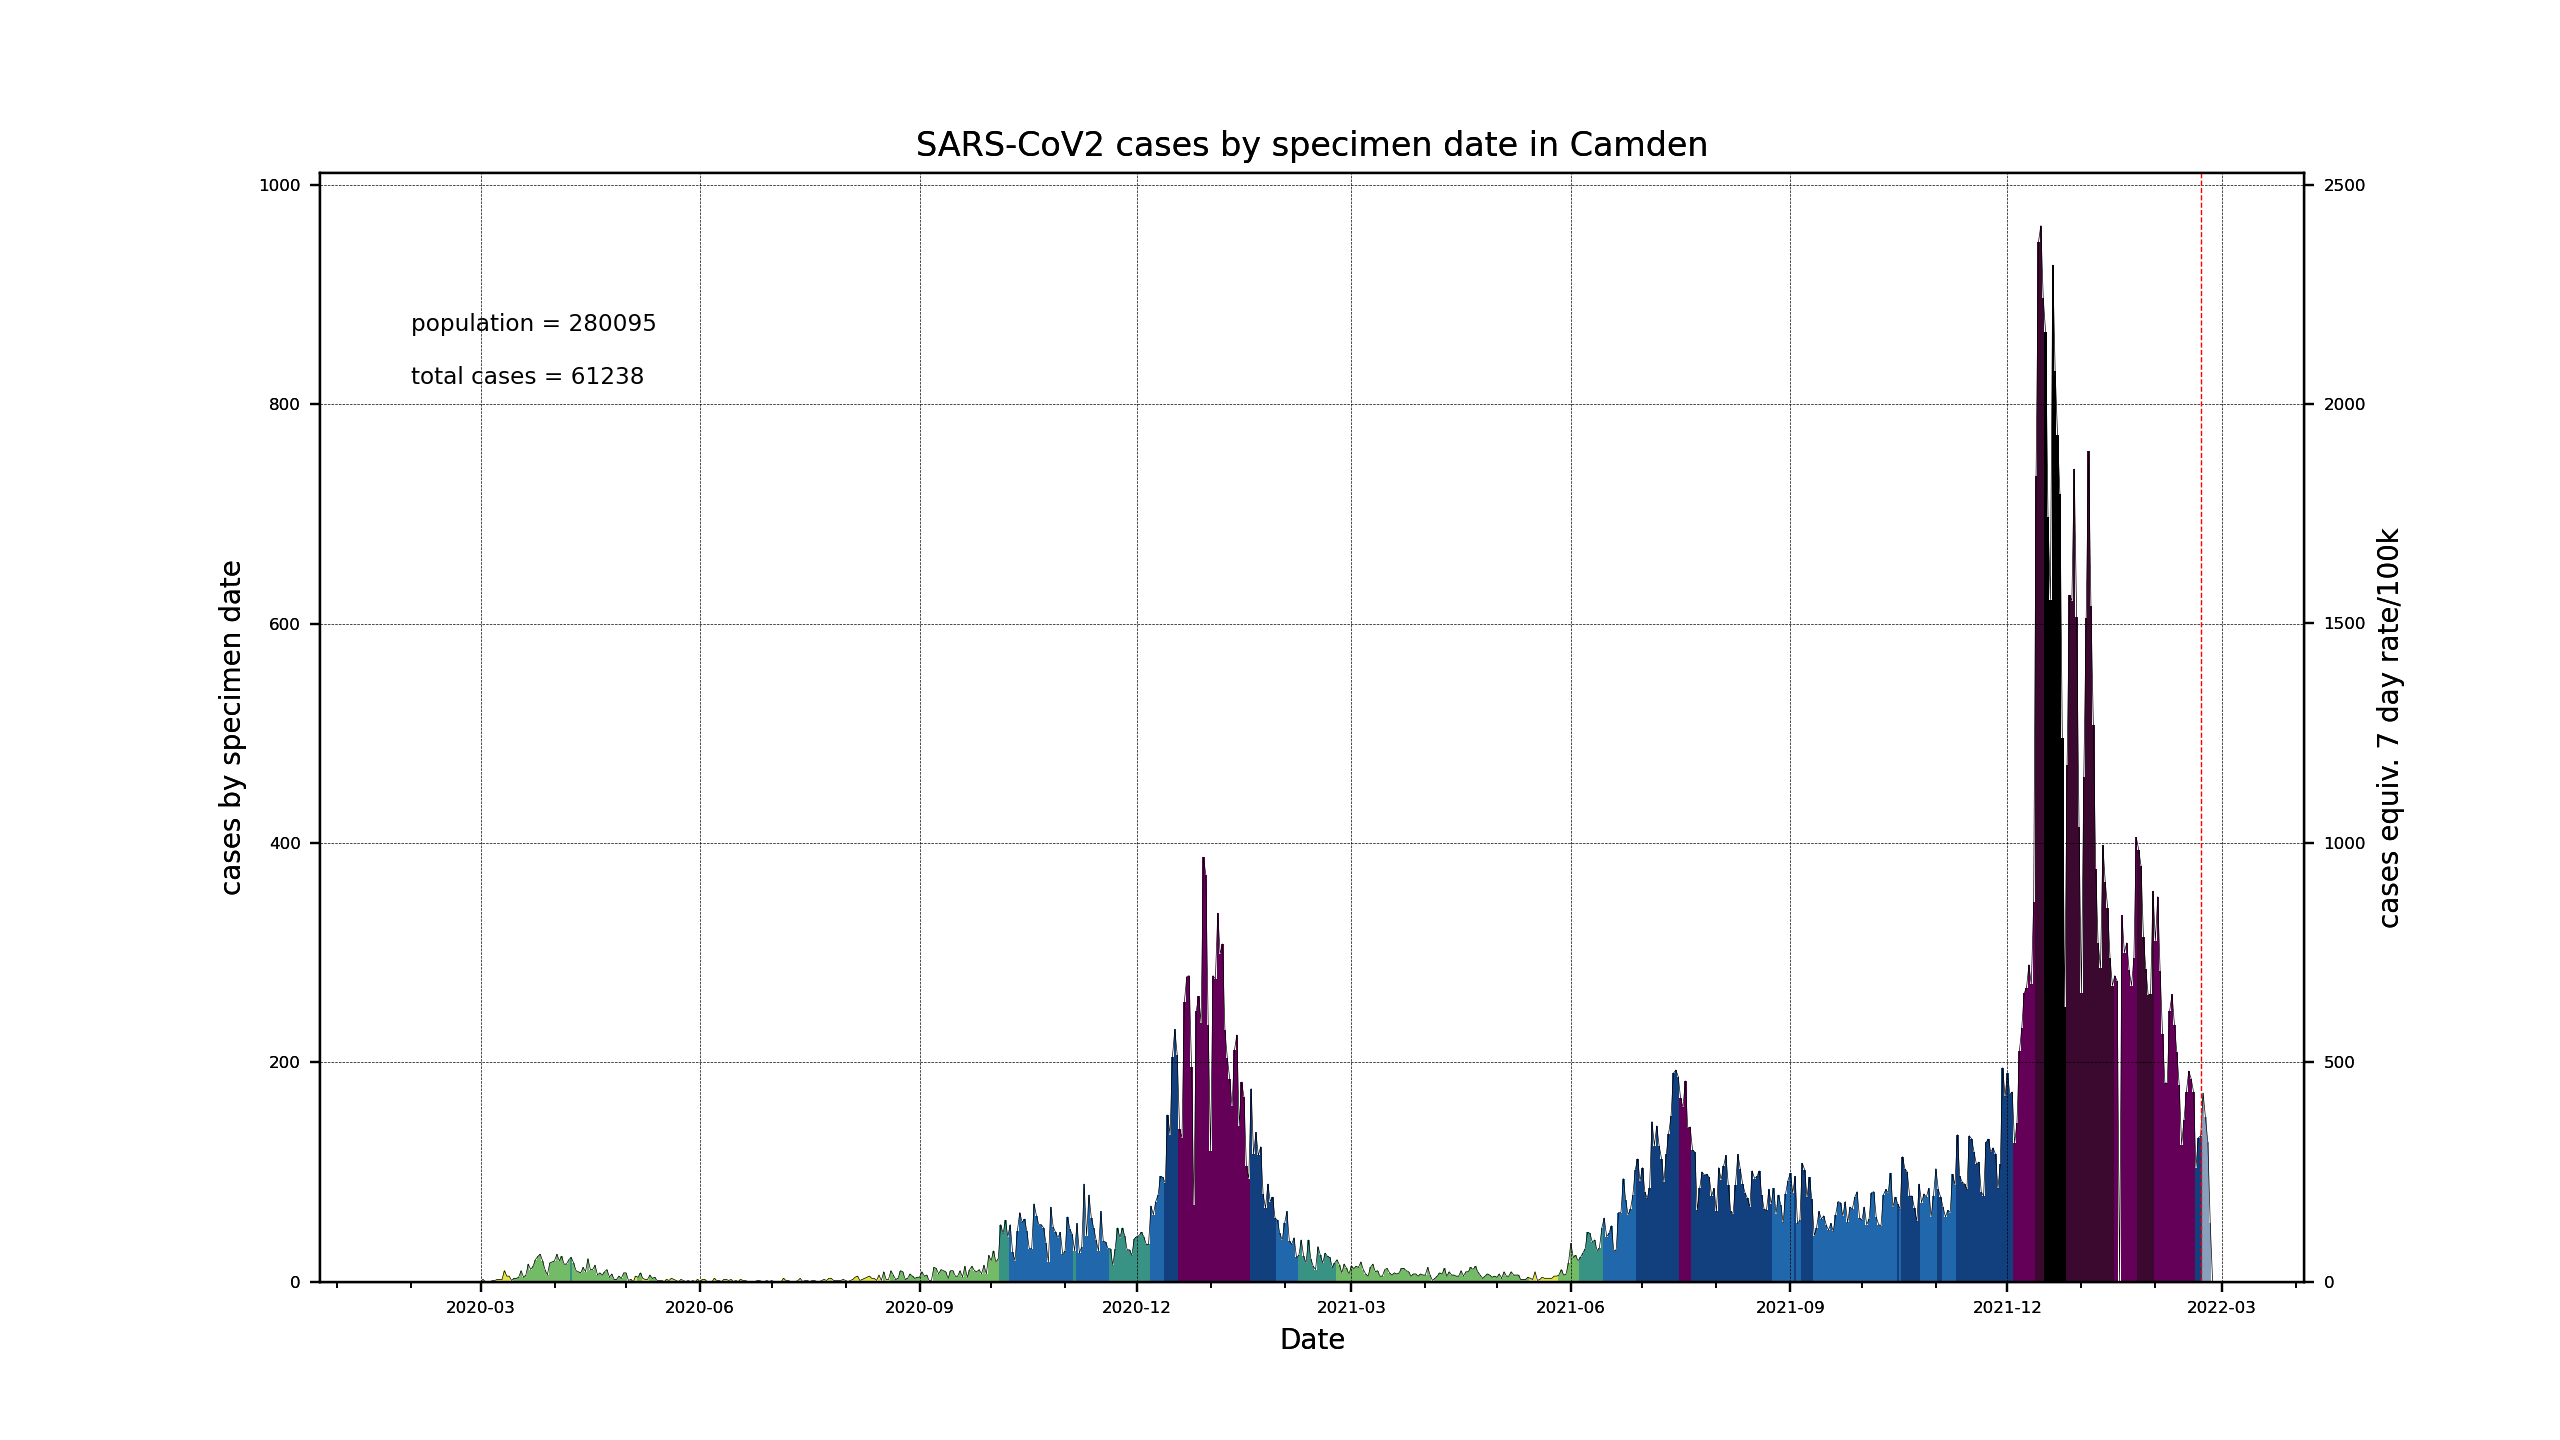 SARS-CoV2 cases by specimen date in Camden
population = 280095
total cases = 61238
cases by specimen date
1000
800
600
400
200
0
2500
2000
1500
1000
500
0
cases equiv. 7 day rate/100k
2020-03 2020-06 2020-09 2020-12 2021-03 2021-06 2021-09 2021-12 2022-03
Date